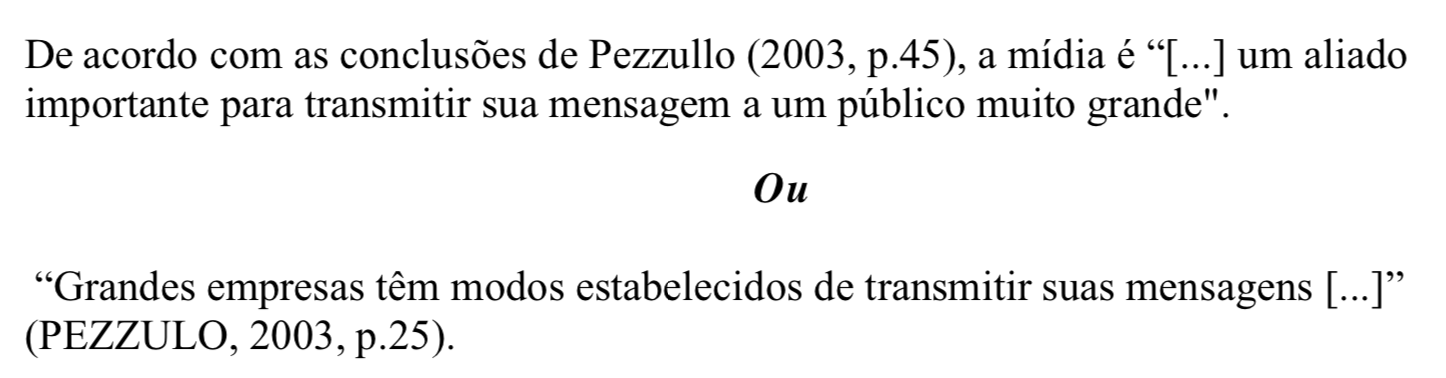 De acordo com as conclusões de Pezzullo (2003, p.45), a mídia é “[...] um aliado
importante para transmitir sua mensagem a um público muito grande".
Ou
“Grandes empresas têm modos estabelecidos de transmitir suas mensagens [...]”
(PEZZULO, 2003, p.25).